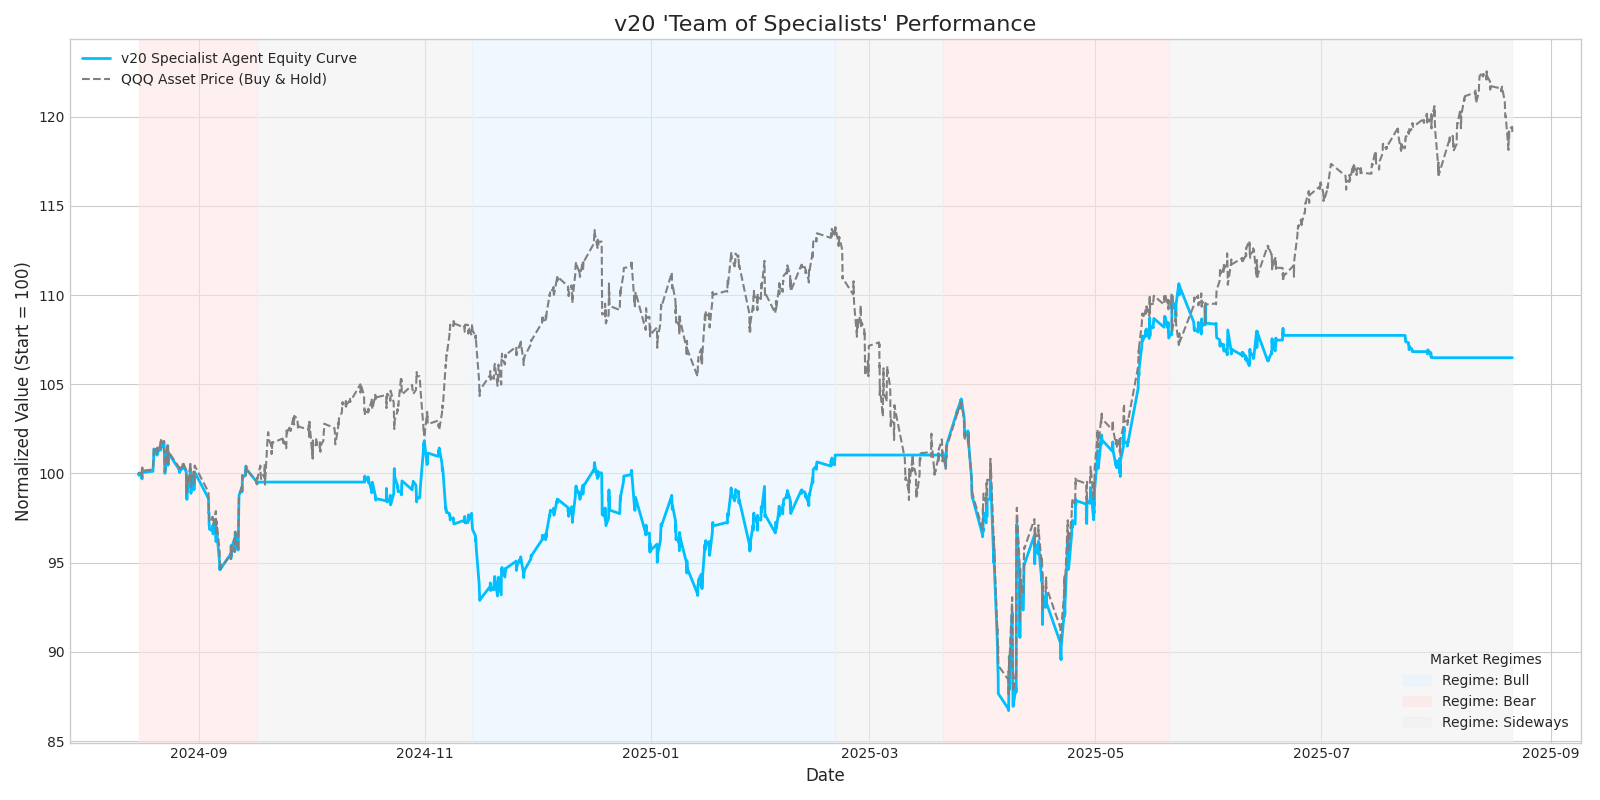 v20 'Team of Specialists' Performance
v20 Specialist Agent Equity Curve
QQQ Asset Price (Buy & Hold)
Normalized Value (Start = 100)
120
115
110
105
100
95
90
85
Market Regimes
Regime: Bull
Regime: Bear
Regime: Sideways
2024-09
2024-11
2025-01
2025-03
2025-05
2025-07
2025-09
Date